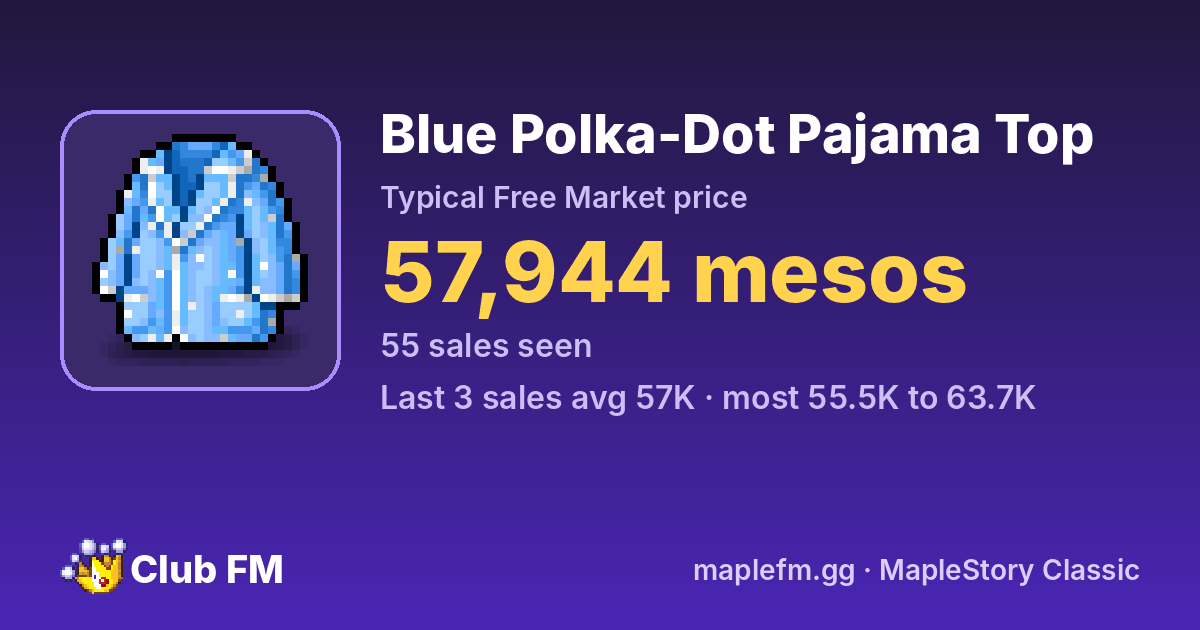 Blue Polka-Dot Pajama Top
Typical Free Market price
57,944 mesos
55 sales seen
Last 3 sales avg 57K · most 55.5K to 63.7K
Club FM
maplefm.gg · MapleStory Classic